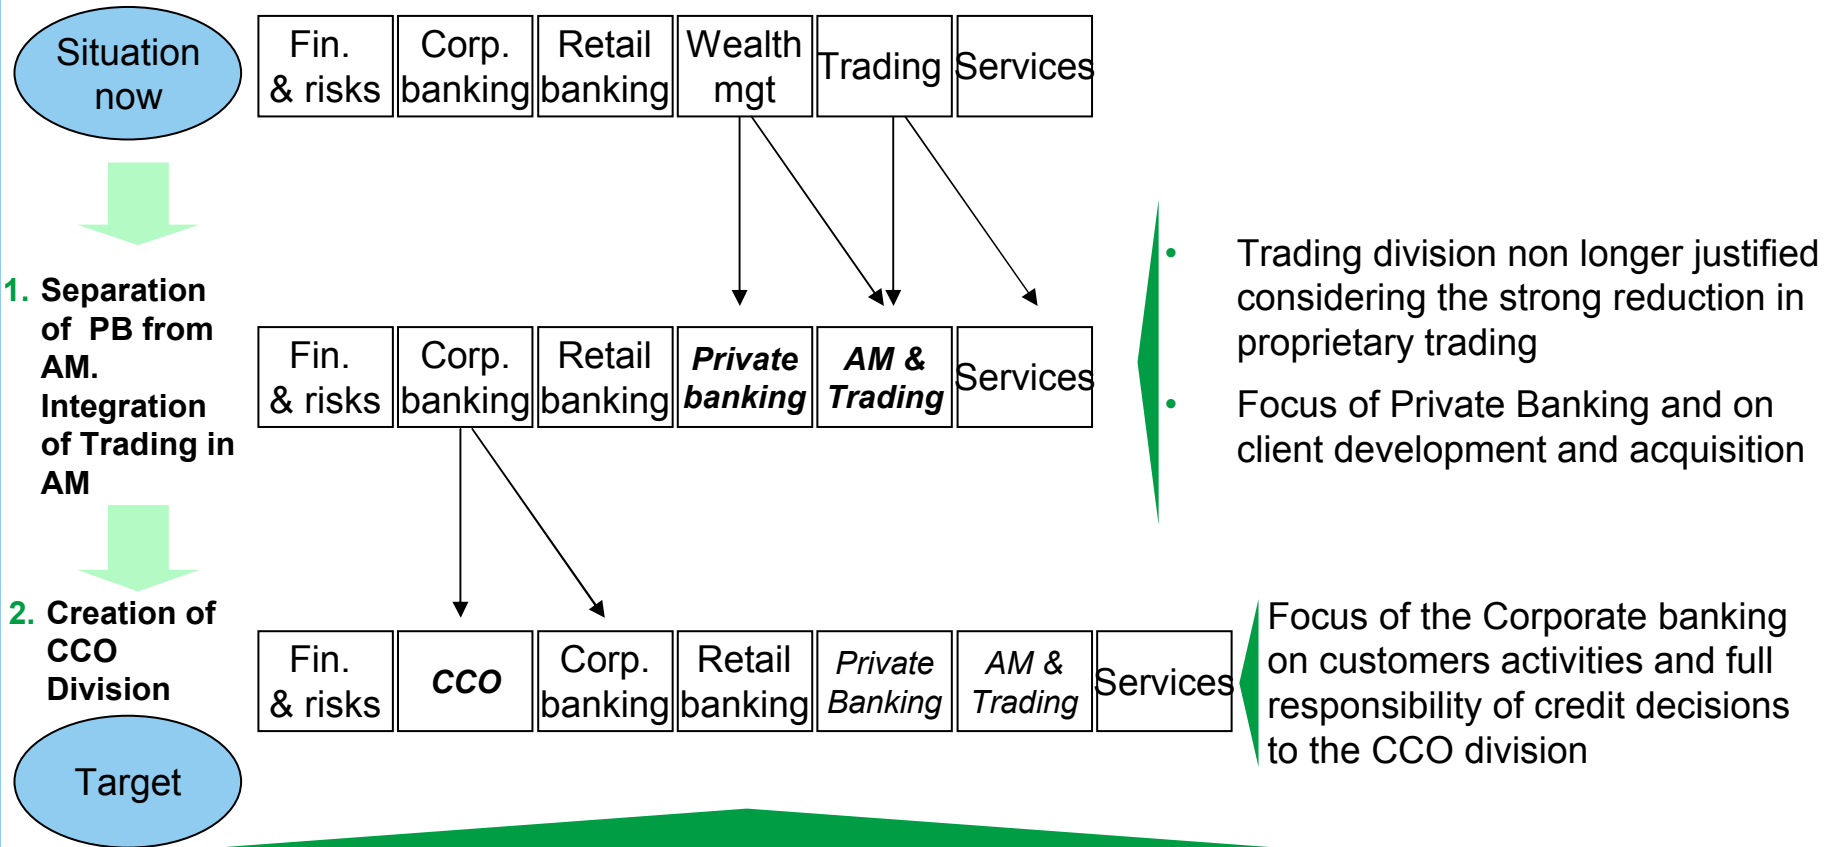 Situation
now
Fin.
& risks
Corp.
banking
Retail
banking
Wealth
mgt
Trading
Services
1. Separation
of PB from
AM.
Integration
of Trading in
AM
Fin.
& risks
Corp.
banking
Retail
banking
Private
banking
AM &
Trading
Services
• Trading division non longer justified
considering the strong reduction in
proprietary trading
• Focus of Private Banking and on
client development and acquisition
2. Creation of
CCO
Division
Target
Fin.
& risks
CCO
Corp.
banking
Retail
banking
Private
Banking
AM &
Trading
Services
Focus of the Corporate banking
on customers activities and full
responsibility of credit decisions
to the CCO division